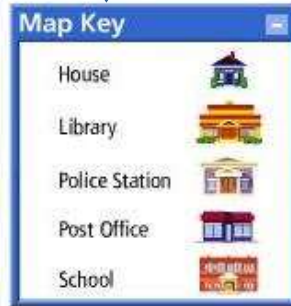 Map Key
House
Library
Police Station
Post Office
School